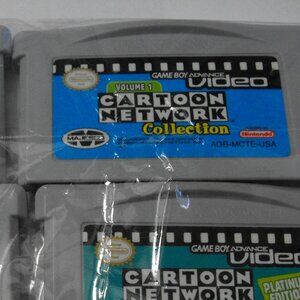 GAME BOY ADVANCE
video
VOLUME 1
CARTOON
NETWORK
Collection
MAJESCO
Nintendo
AGB-MCTE-USA
GAME BOY ADVANCE
video
CARTOON
NETWORK
PLATINUM
EDITION